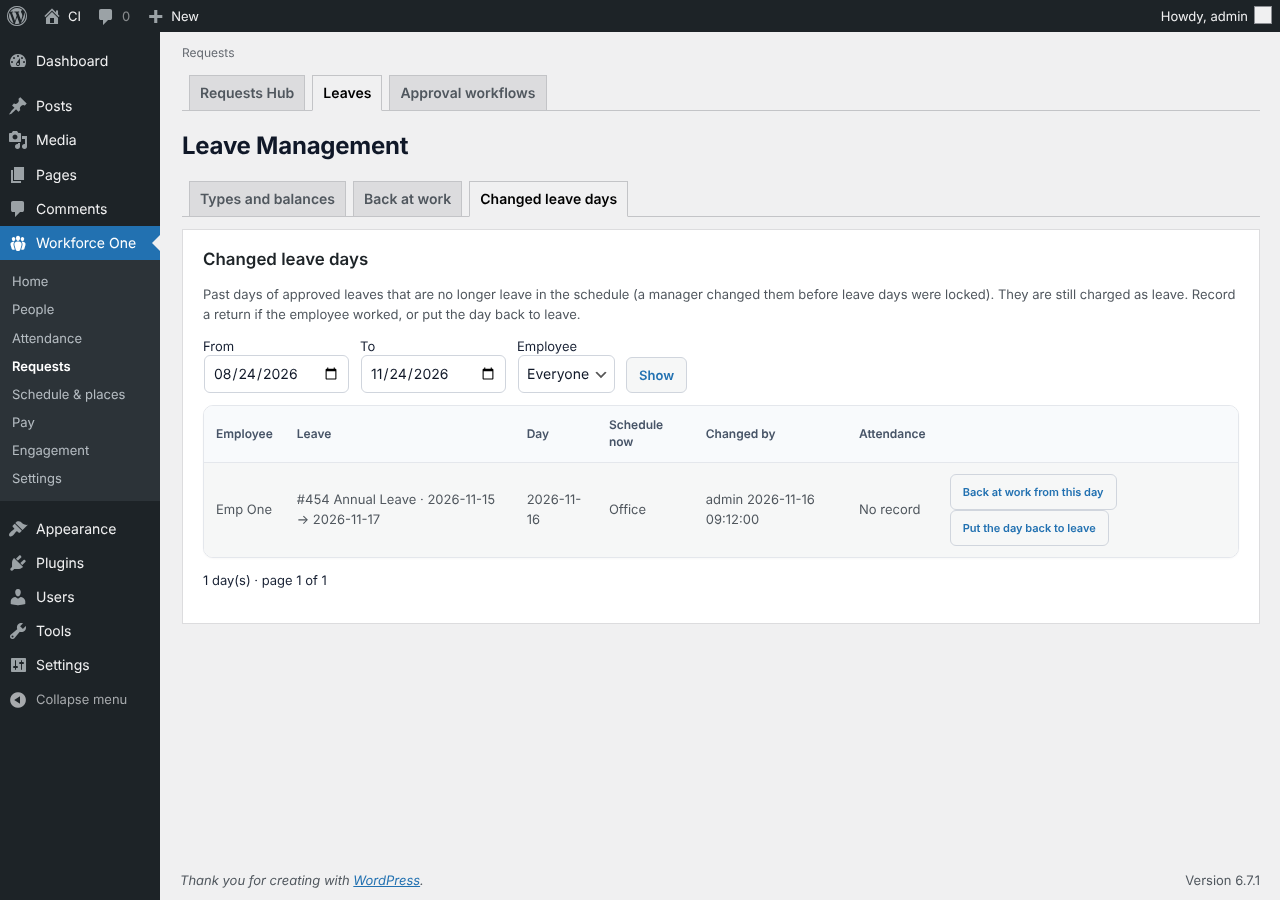 CI
0
New
Howdy, admin
Dashboard
Posts
Media
Pages
Comments
Workforce One
Home
People
Attendance
Requests
Schedule & places
Pay
Engagement
Settings
Appearance
Plugins
Users
Tools
Settings
Collapse menu
Requests
Requests Hub
Leaves
Approval workflows
Leave Management
Types and balances
Back at work
Changed leave days
Changed leave days
Past days of approved leaves that are no longer leave in the schedule (a manager changed them before leave days were locked). They are still charged as leave. Record
a return if the employee worked, or put the day back to leave.
From
To
Employee
08/24/2026
11/24/2026
Everyone
Show
Employee
Leave
Day
Schedule
now
Changed by
Attendance
Emp One
#454 Annual Leave · 2026-11-15
→ 2026-11-17
2026-11-
16
Office
admin 2026-11-16
09:12:00
No record
Back at work from this day
Put the day back to leave
1 day(s) · page 1 of 1
Thank you for creating with WordPress.
Version 6.7.1